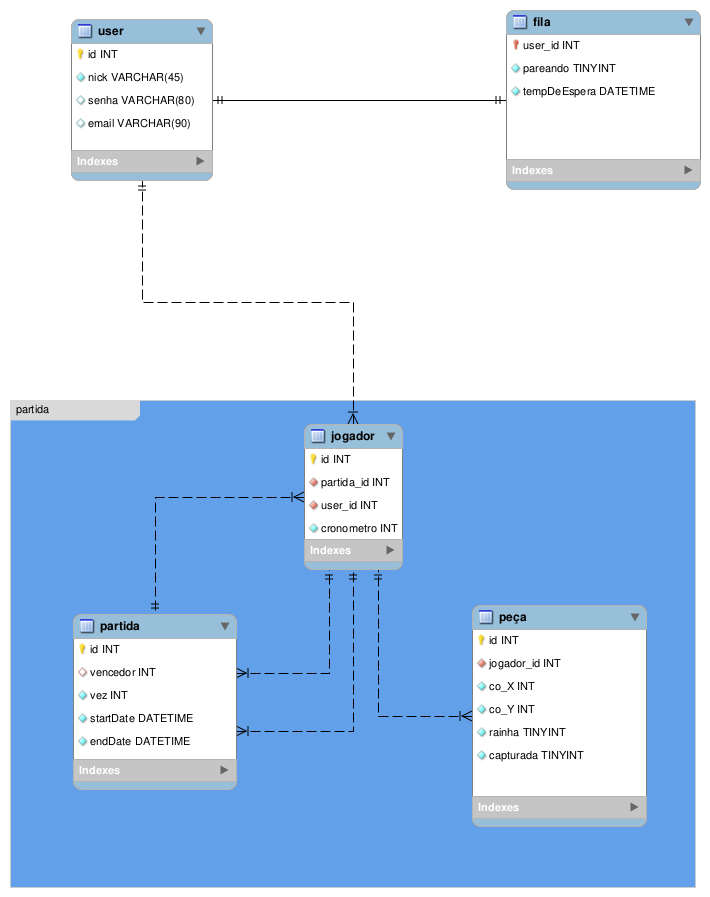 user
id INT
nick VARCHAR(45)
senha VARCHAR(80)
email VARCHAR(90)
Indexes
fila
user_id INT
pareando TINYINT
tempDeEspera DATETIME
Indexes
partida
jogador
id INT
partida_id INT
user_id INT
cronometro INT
Indexes
partida
id INT
vencedor INT
vez INT
startDate DATETIME
endDate DATETIME
Indexes
peça
id INT
jogador_id INT
co_X INT
co_Y INT
rainha TINYINT
capturada TINYINT
Indexes